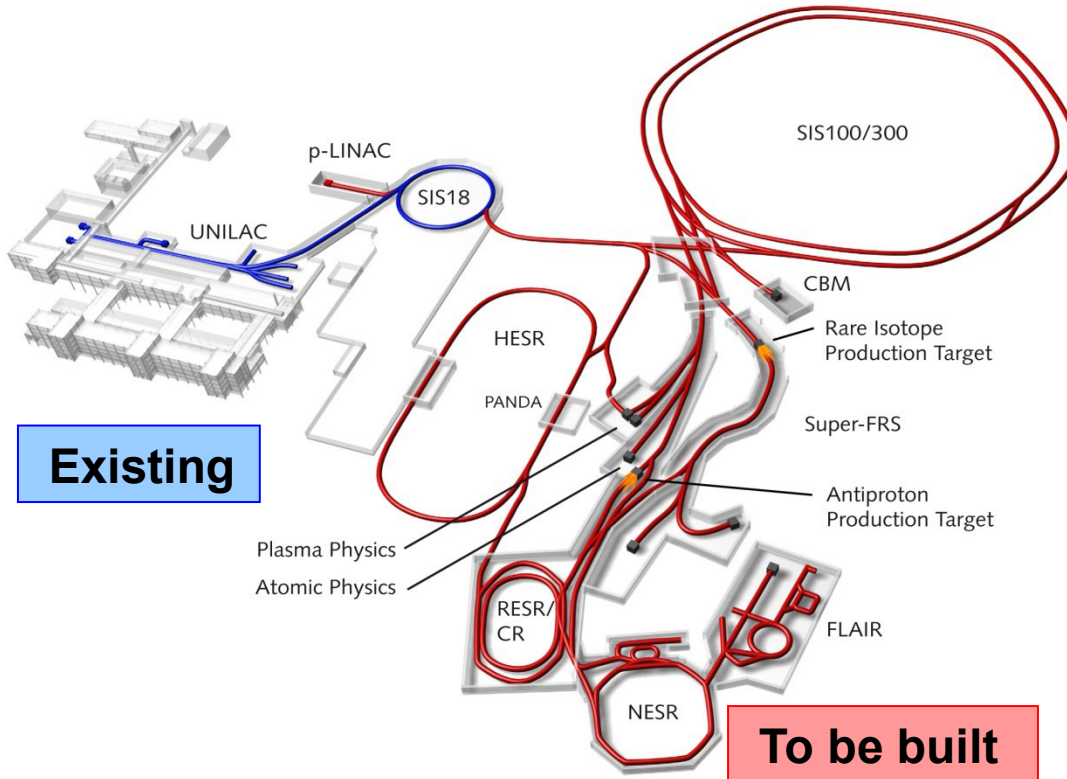 SIS100/300
p-LINAC
SIS18
UNILAC
CBM
HESR
Rare Isotope
Production Target
PANDA
Super-FRS
Existing
Antiproton
Production Target
Plasma Physics
Atomic Physics
RESR/
CR
FLAIR
NESR
To be built